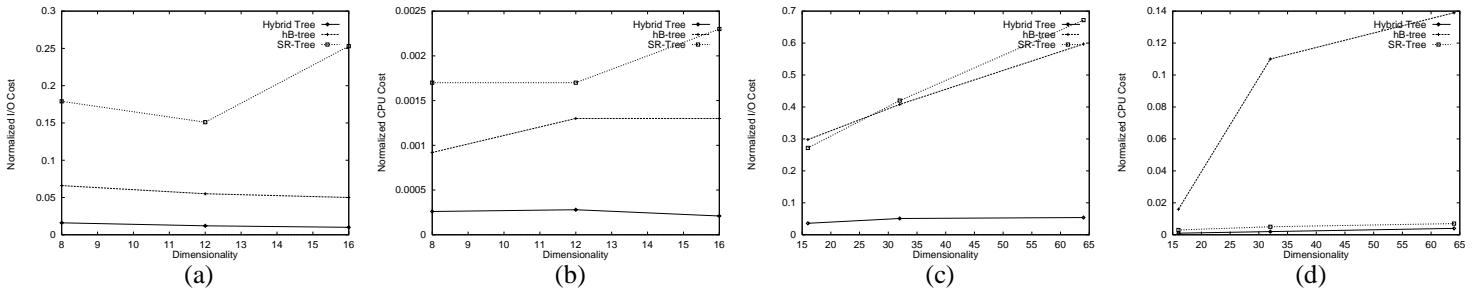 Normalized I/O Cost
0.3
0.25
0.2
0.15
0.1
0.05
0
Hybrid Tree
hB-tree
SR-Tree
8 9 10 11 12 13 14 15 16
Dimensionality
(a)
Normalized CPU Cost
0.0025
0.002
0.0015
0.001
0.0005
0
Hybrid Tree
hB-tree
SR-Tree
8 9 10 11 12 13 14 15 16
Dimensionality
(b)
Normalized I/O Cost
0.7
0.6
0.5
0.4
0.3
0.2
0.1
0
Hybrid Tree
hB-tree
SR-Tree
15 20 25 30 35 40 45 50 55 60 65
Dimensionality
(c)
Normalized CPU Cost
0.14
0.12
0.1
0.08
0.06
0.04
0.02
0
Hybrid Tree
hB-tree
SR-Tree
15 20 25 30 35 40 45 50 55 60 65
Dimensionality
(d)